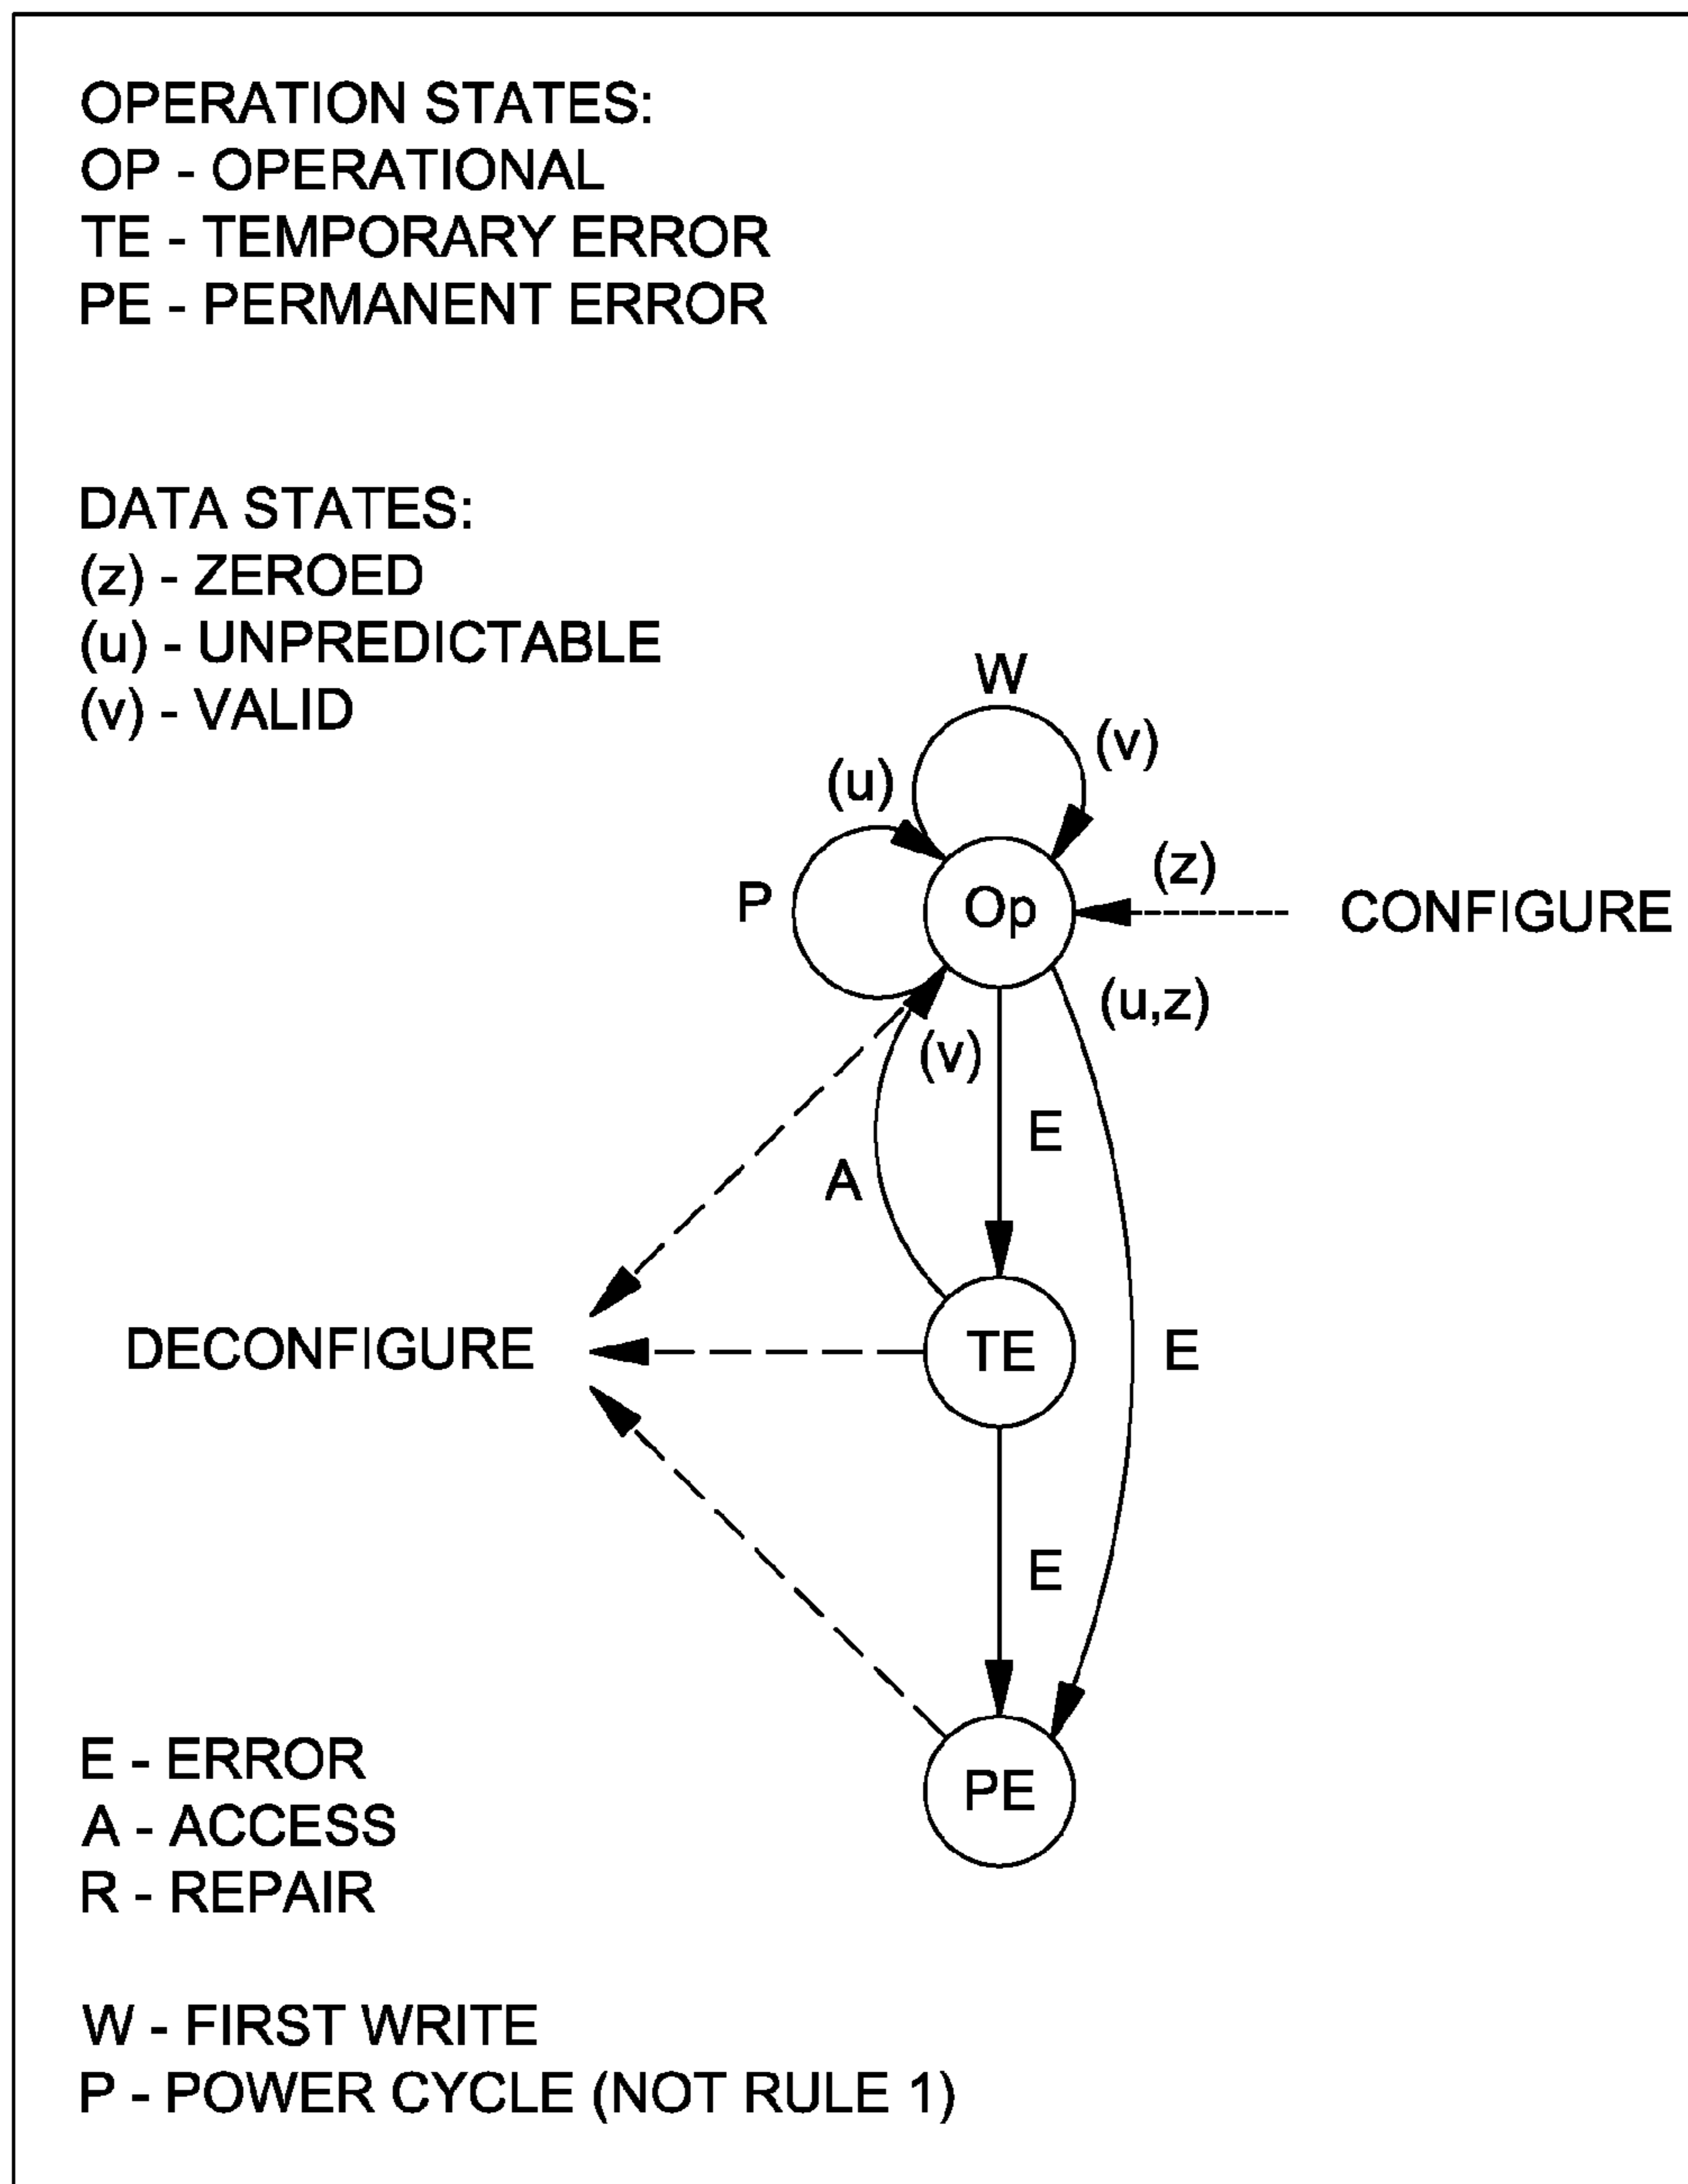 OPERATION STATES:
OP - OPERATIONAL
TE - TEMPORARY ERROR
PE - PERMANENT ERROR
DATA STATES:
(z) - ZEROED
(u) - UNPREDICTABLE
(v) - VALID
W
(v)
(u)
(z)
P
Op
CONFIGURE
(u,z)
(v)
E
A
DECONFIGURE
TE
E
E
PE
E - ERROR
A - ACCESS
R - REPAIR
W - FIRST WRITE
P - POWER CYCLE (NOT RULE 1)